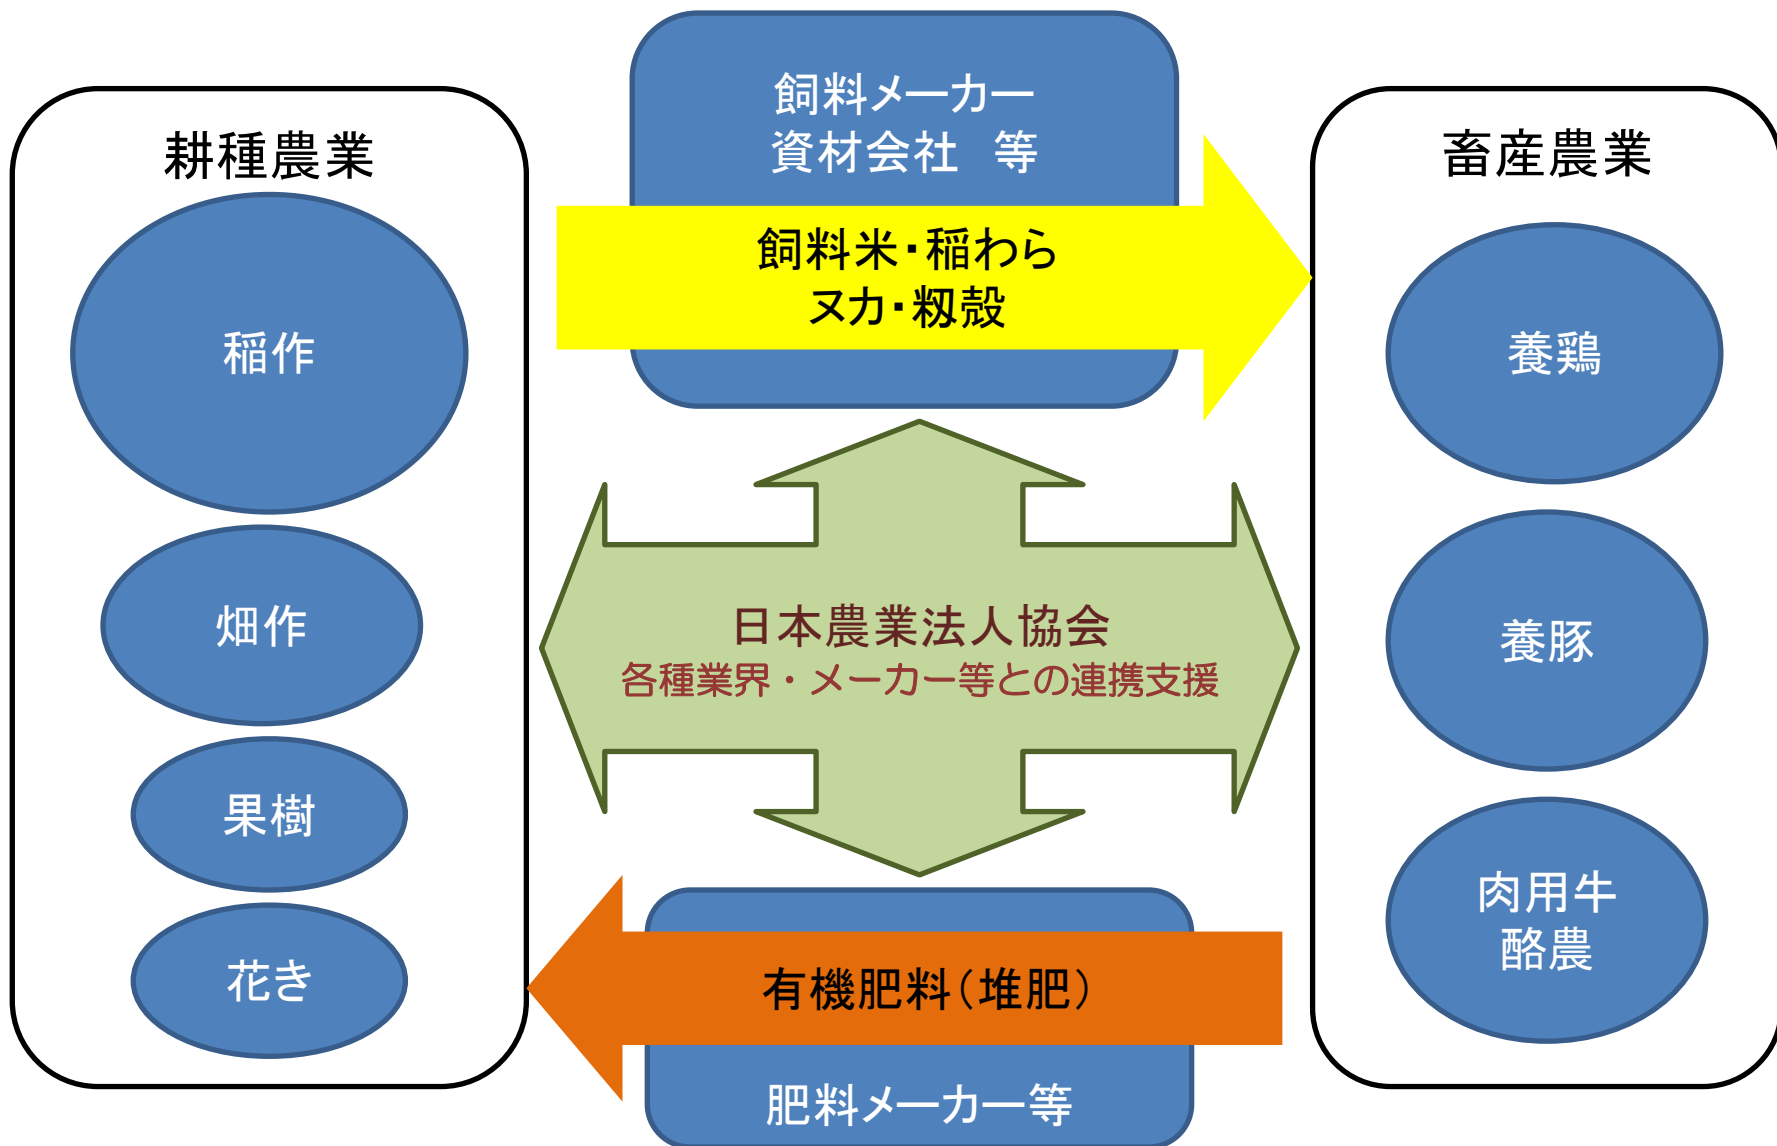 耕種農業
稲作
畑作
果樹
花き
飼料メーカー
資材会社　等
飼料米・稲わら
ヌカ・籾殻
日本農業法人協会
各種業界・メーカー等との連携支援
有機肥料（堆肥）
肥料メーカー等
畜産農業
養鶏
養豚
肉用牛
酪農